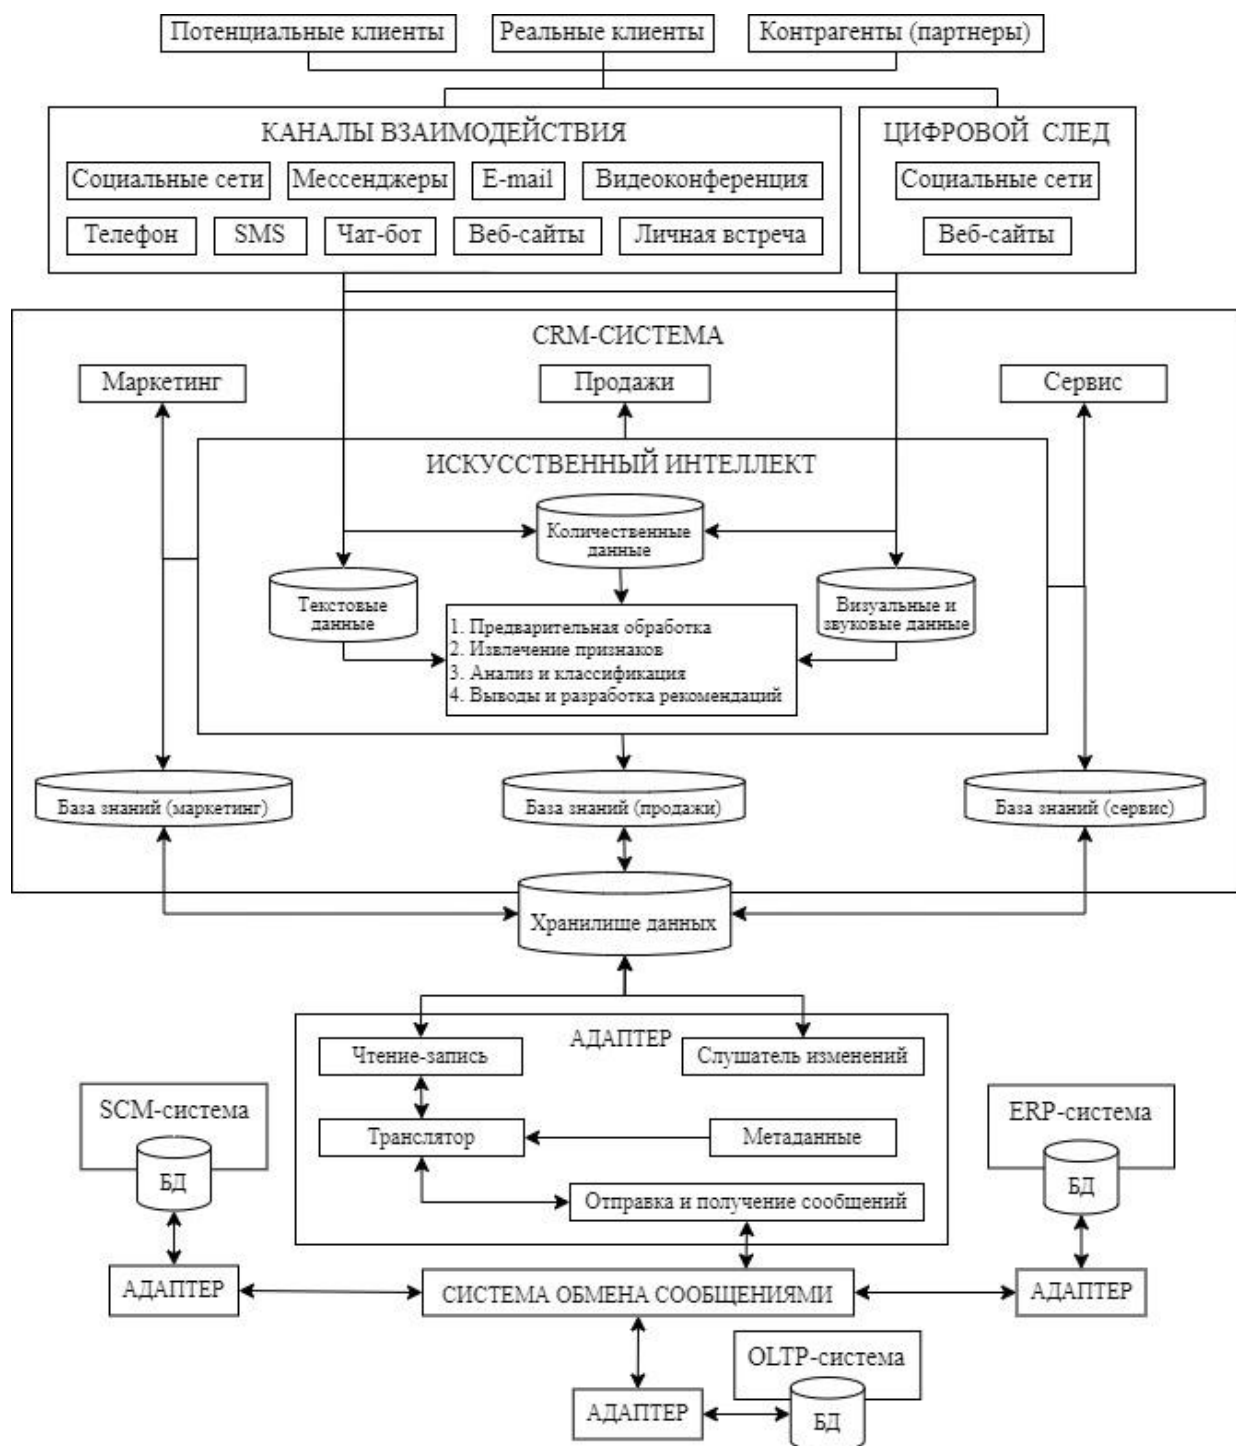 Потенциальные клиенты
Реальные клиенты
Контрагенты (партнеры)
КАНАЛЫ ВЗАИМОДЕЙСТВИЯ
Социальные сети
Мессенджеры
E-mail
Видеоконференция
Телефон
SMS
Чат-бот
Веб-сайты
Личная встреча
ЦИФРОВОЙ СЛЕД
Социальные сети
Веб-сайты
CRM-СИСТЕМА
Маркетинг
Продажи
Сервис
ИСКУССТВЕННЫЙ ИНТЕЛЛЕКТ
Количественные
данные
Текстовые
данные
Визуальные и
звуковые данные
1. Предварительная обработка
2. Извлечение признаков
3. Анализ и классификация
4. Выводы и разработка рекомендаций
База знаний (маркетинг)
База знаний (продажи)
База знаний (сервис)
Хранилище данных
АДАПТЕР
Чтение-запись
Слушатель изменений
Транслятор
Метаданные
Отправка и получение сообщений
SCM-система
БД
АДАПТЕР
ERP-система
БД
АДАПТЕР
СИСТЕМА ОБМЕНА СООБЩЕНИЯМИ
OLTP-система
АДАПТЕР
БД